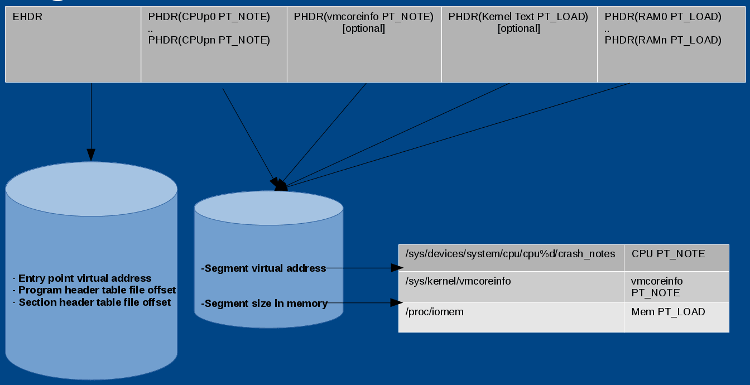 EHDR
PHDR(CPUp0 PT_NOTE)
..
PHDR(CPUpn PT_NOTE)
PHDR(vmcoreinfo PT_NOTE)
[optional]
PHDR(Kernel Text PT_LOAD)
[optional]
PHDR(RAM0 PT_LOAD)
..
PHDR(RAMn PT_LOAD)
- Entry point virtual address
- Program header table file offset
- Section header table file offset
-Segment virtual address
-Segment size in memory
/sys/devices/system/cpu/cpu%d/crash_notes
CPU PT_NOTE
/sys/kernel/vmcoreinfo
vmcoreinfo
PT_NOTE
/proc/iomem
Mem PT_LOAD